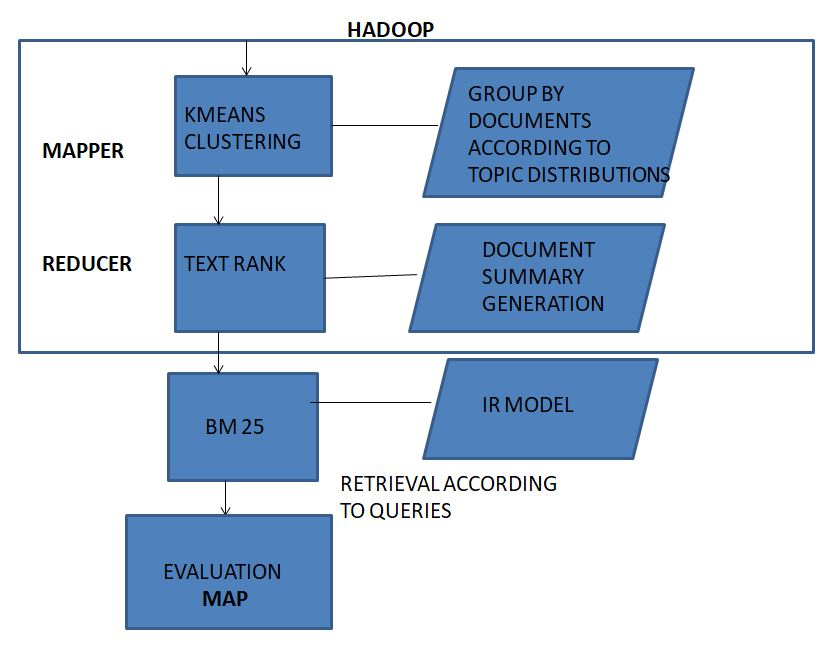 HADOOP
KMEANS
CLUSTERING
GROUP BY
DOCUMENTS
ACCORDING TO
TOPIC DISTRIBUTIONS
MAPPER
REDUCER
TEXT RANK
DOCUMENT
SUMMARY
GENERATION
BM 25
IR MODEL
RETRIEVAL ACCORDING
TO QUERIES
EVALUATION
MAP